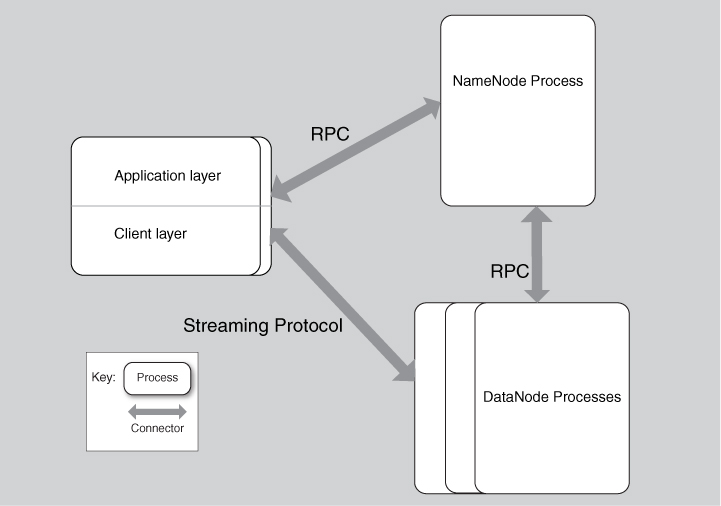 NameNode Process
RPC
Application layer
Client layer
RPC
Streaming Protocol
DataNode Processes
Key:
Process
Connector